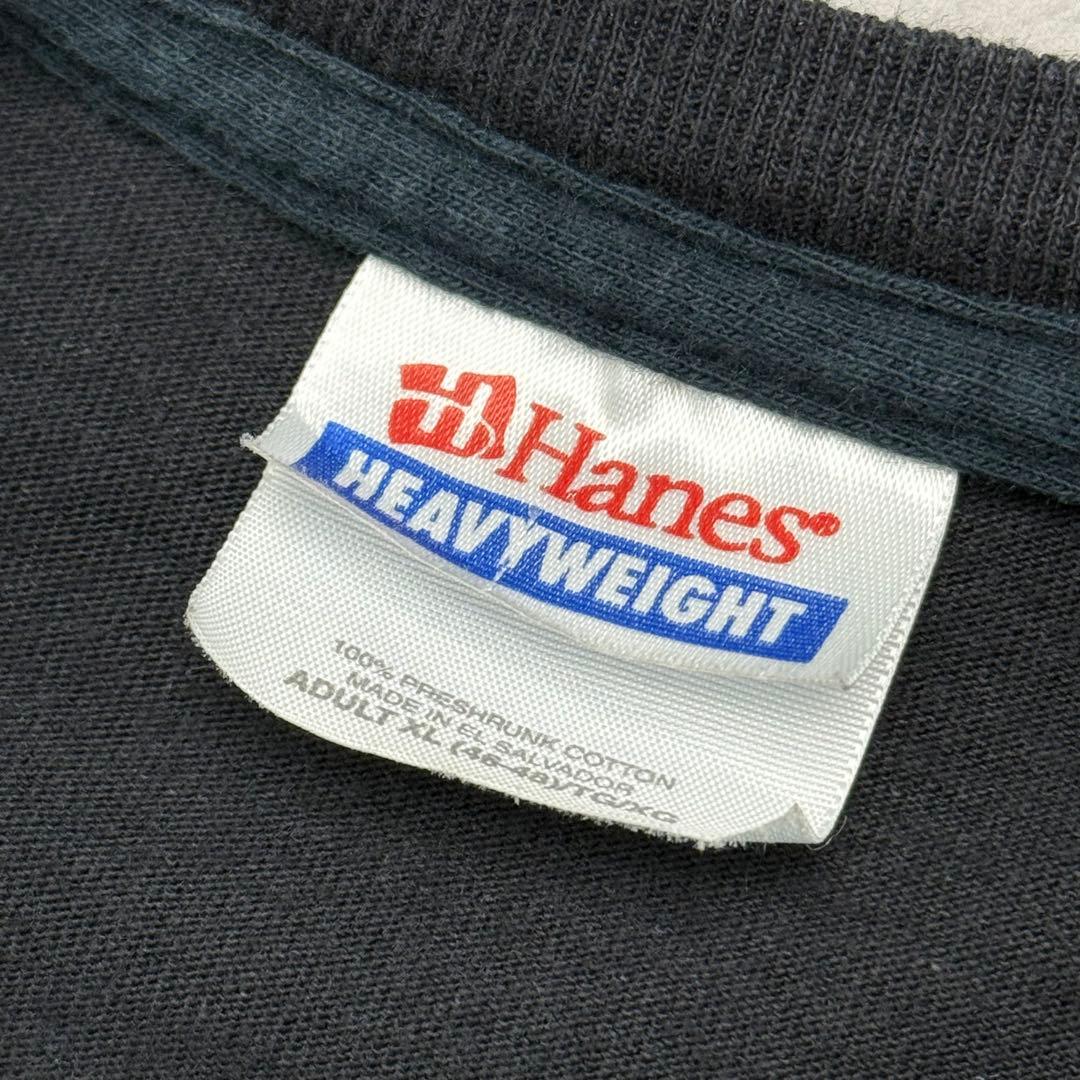 Hanes®
HEAVYWEIGHT
100% PRESHRUNK COTTON
MADE IN EL SALVADOR
ADULT XL (46-48)/TG/XG